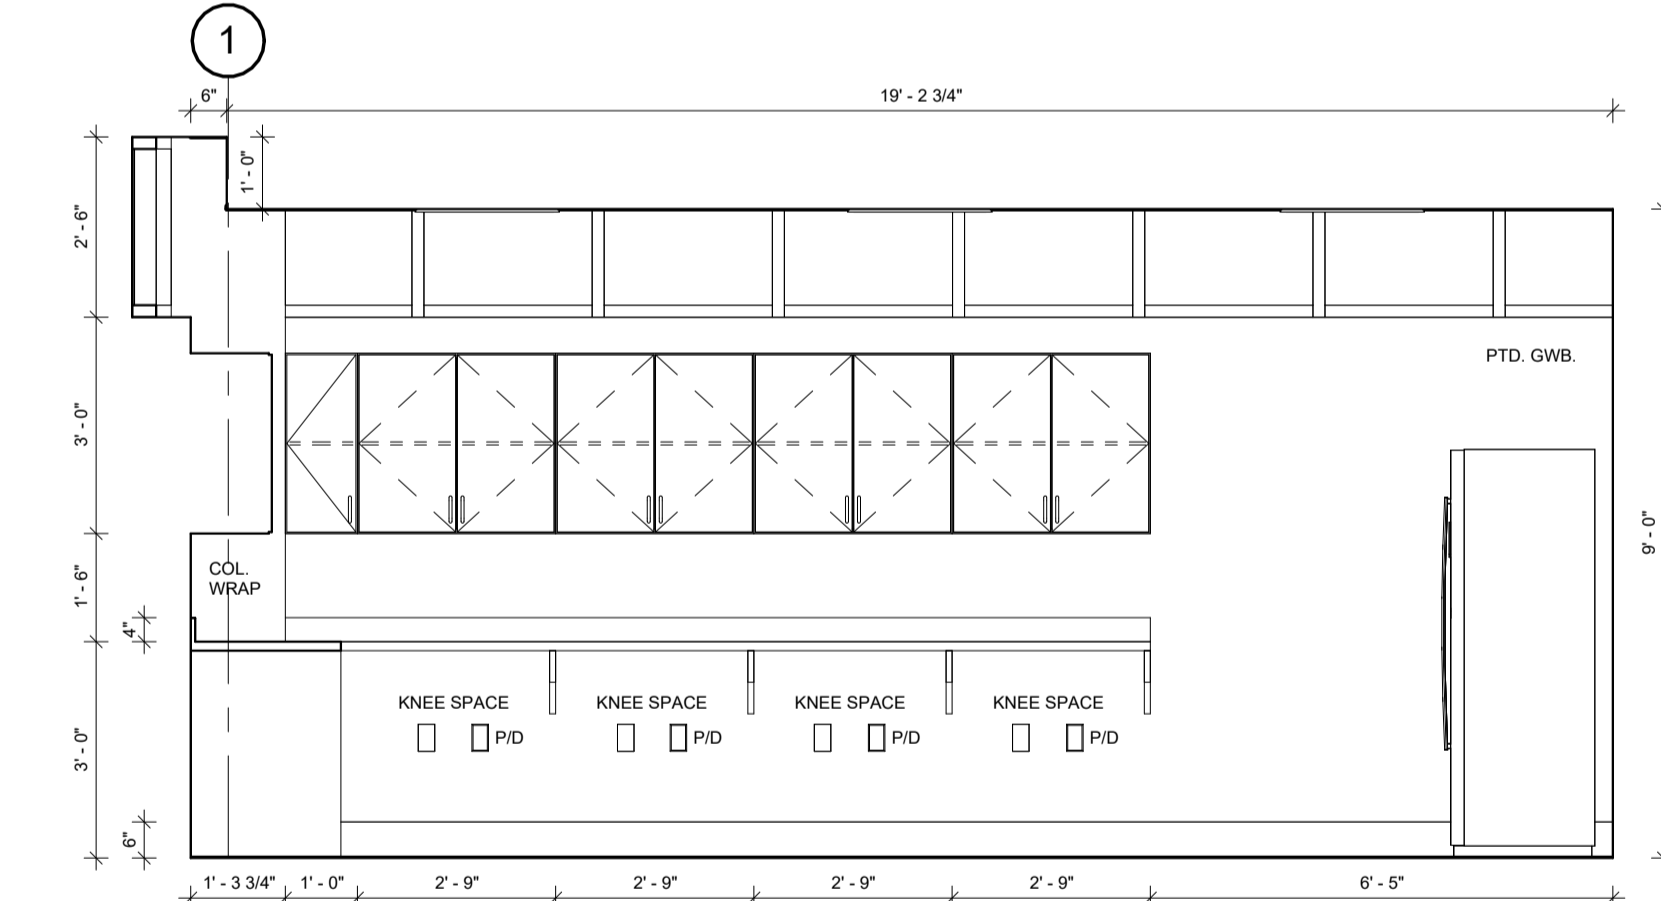 1
6"
19' - 2 3/4"
1' - 0"
2' - 6"
PTD. GWB.
3' - 0"
9' - 0"
COL.
WRAP
1' - 6"
4"
KNEE SPACE KNEE SPACE KNEE SPACE KNEE SPACE
P/D P/D P/D P/D
3' - 0"
6"
1' - 3 3/4" 1' - 0" 2' - 9" 2' - 9" 2' - 9" 2' - 9" 6' - 5"